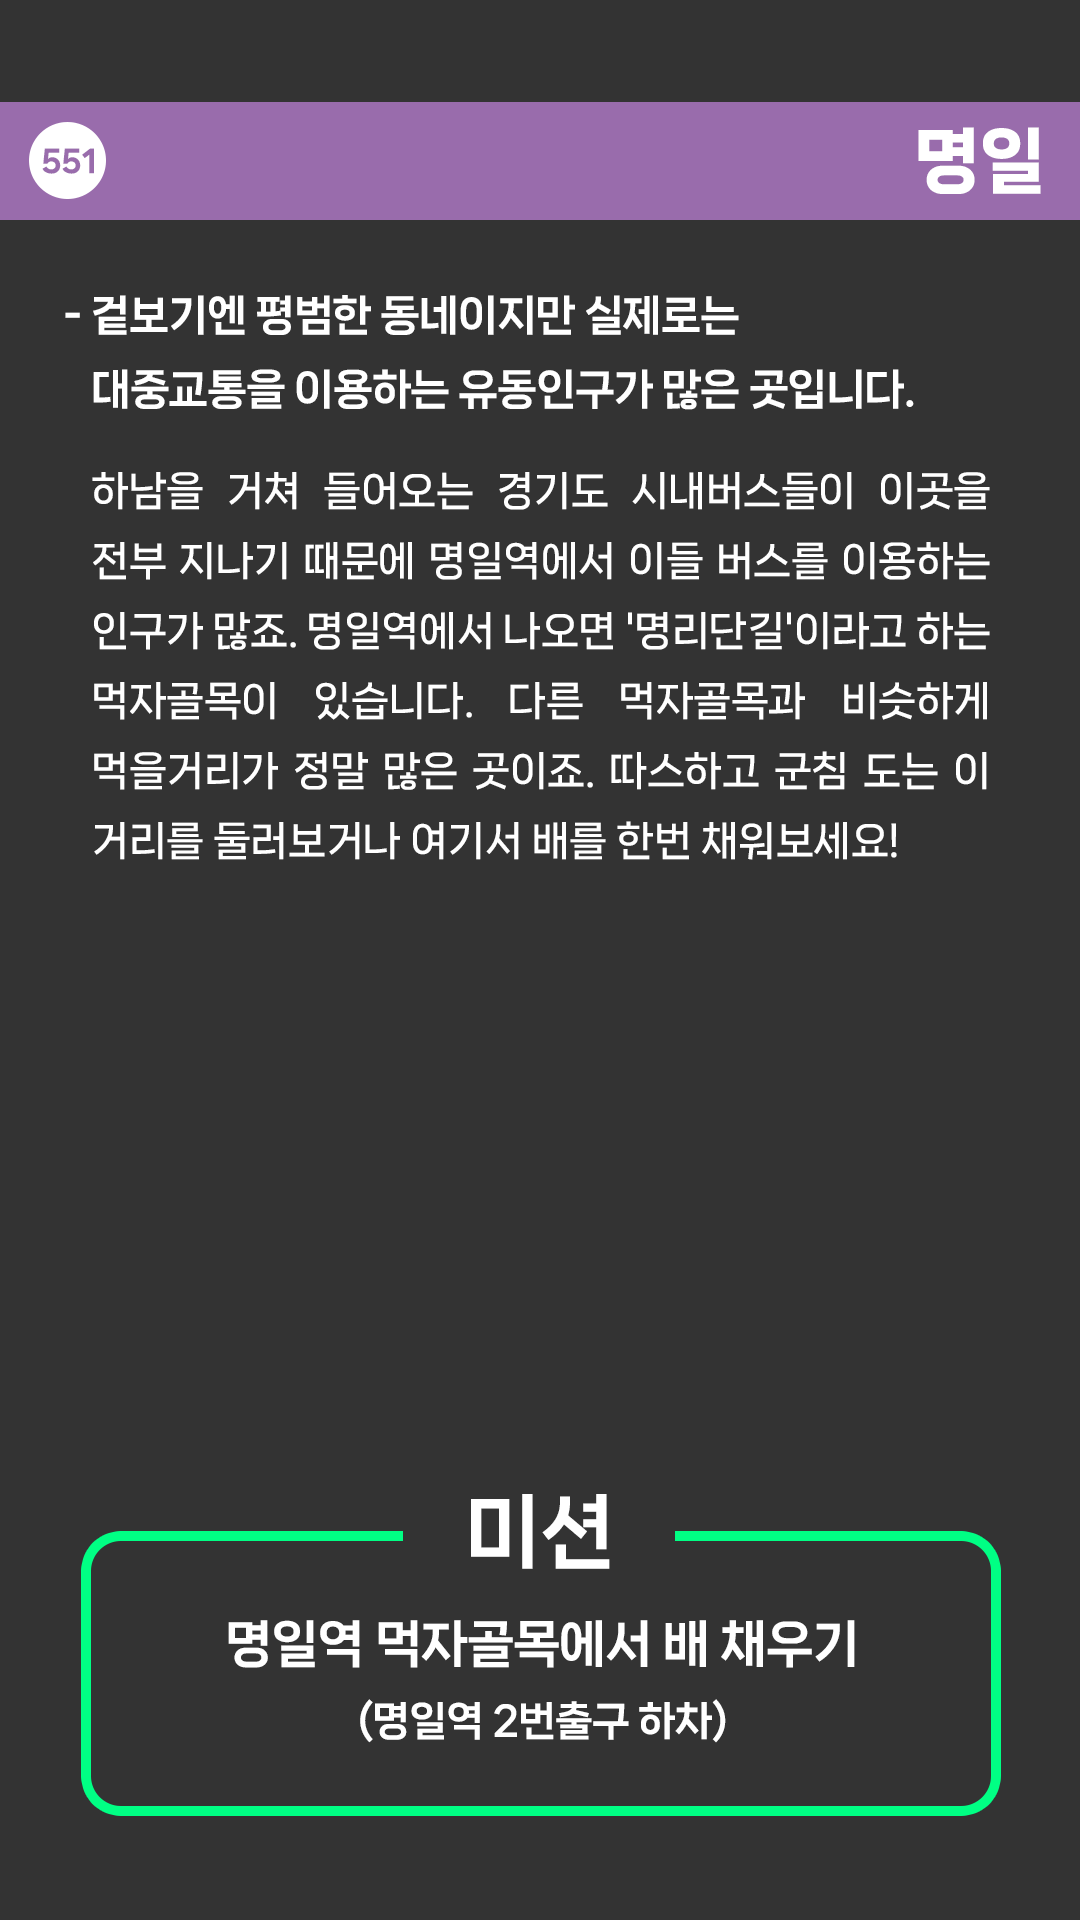 551
명일
- 겉보기엔 평범한 동네이지만 실제로는
대중교통을 이용하는 유동인구가 많은 곳입니다.
하남을 거쳐 들어오는 경기도 시내버스들이 이곳을
전부 지나기 때문에 명일역에서 이들 버스를 이용하는
인구가 많죠. 명일역에서 나오면 '명리단길'이라고 하는
먹자골목이 있습니다. 다른 먹자골목과 비슷하게
먹을거리가 정말 많은 곳이죠. 따스하고 군침 도는 이
거리를 둘러보거나 여기서 배를 한번 채워보세요!
미션
명일역 먹자골목에서 배 채우기
(명일역 2번출구 하차)